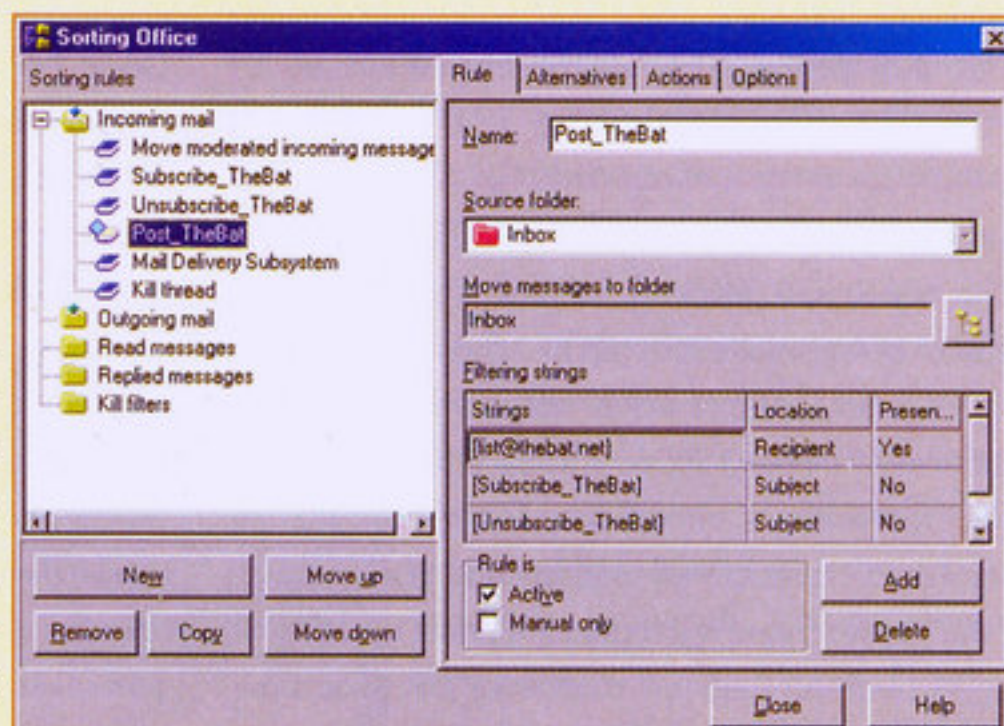 Sorting Office
Sorting rules
Incoming mail
Move moderated incoming message
Subscribe_TheBat
Unsubscribe_TheBat
Post_TheBat
Mail Delivery Subsystem
Kill thread
Outgoing mail
Read messages
Replied messages
Kill filters
New
Move up
Remove
Copy
Move down
Rule
Alternatives
Actions
Options
Name: Post_TheBat
Source folder:
Inbox
Move messages to folder
Inbox
Filtering strings
Strings Location Presen...
[list@thebat.net] Recipient Yes
[Subscribe_TheBat] Subject No
[Unsubscribe_TheBat] Subject No
Rule is
Active
Manual only
Add
Delete
Close
Help